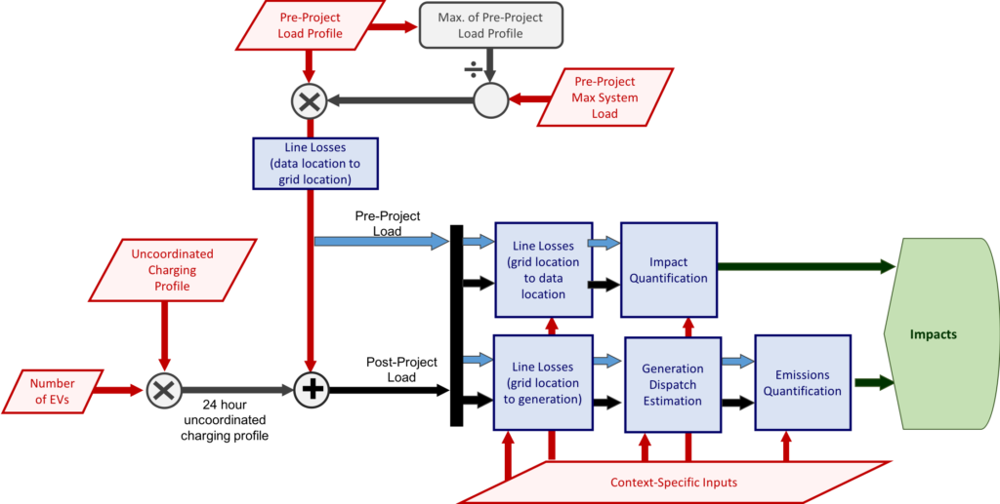 Pre-Project
Load Profile
Max. of Pre-Project
Load Profile
÷
Pre-Project
Max System
Load
Line Losses
(data location to
grid location)
Pre-Project
Load
Uncoordinated
Charging
Profile
Line Losses
(grid location
to data
location
Impact
Quantification
Impacts
Number
of EVs
24 hour
uncoordinated
charging profile
Post-Project
Load
Line Losses
(grid location
to generation)
Generation
Dispatch
Estimation
Emissions
Quantification
Context-Specific Inputs